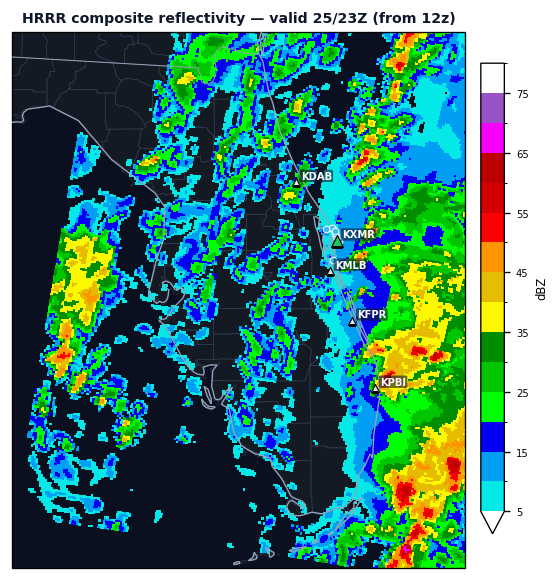 HRRR composite reflectivity — valid 25/23Z (from 12z)
75
65
55
45
35
25
15
5
dBZ
KDAB
KXMR
KMLB
KFPR
KPBI